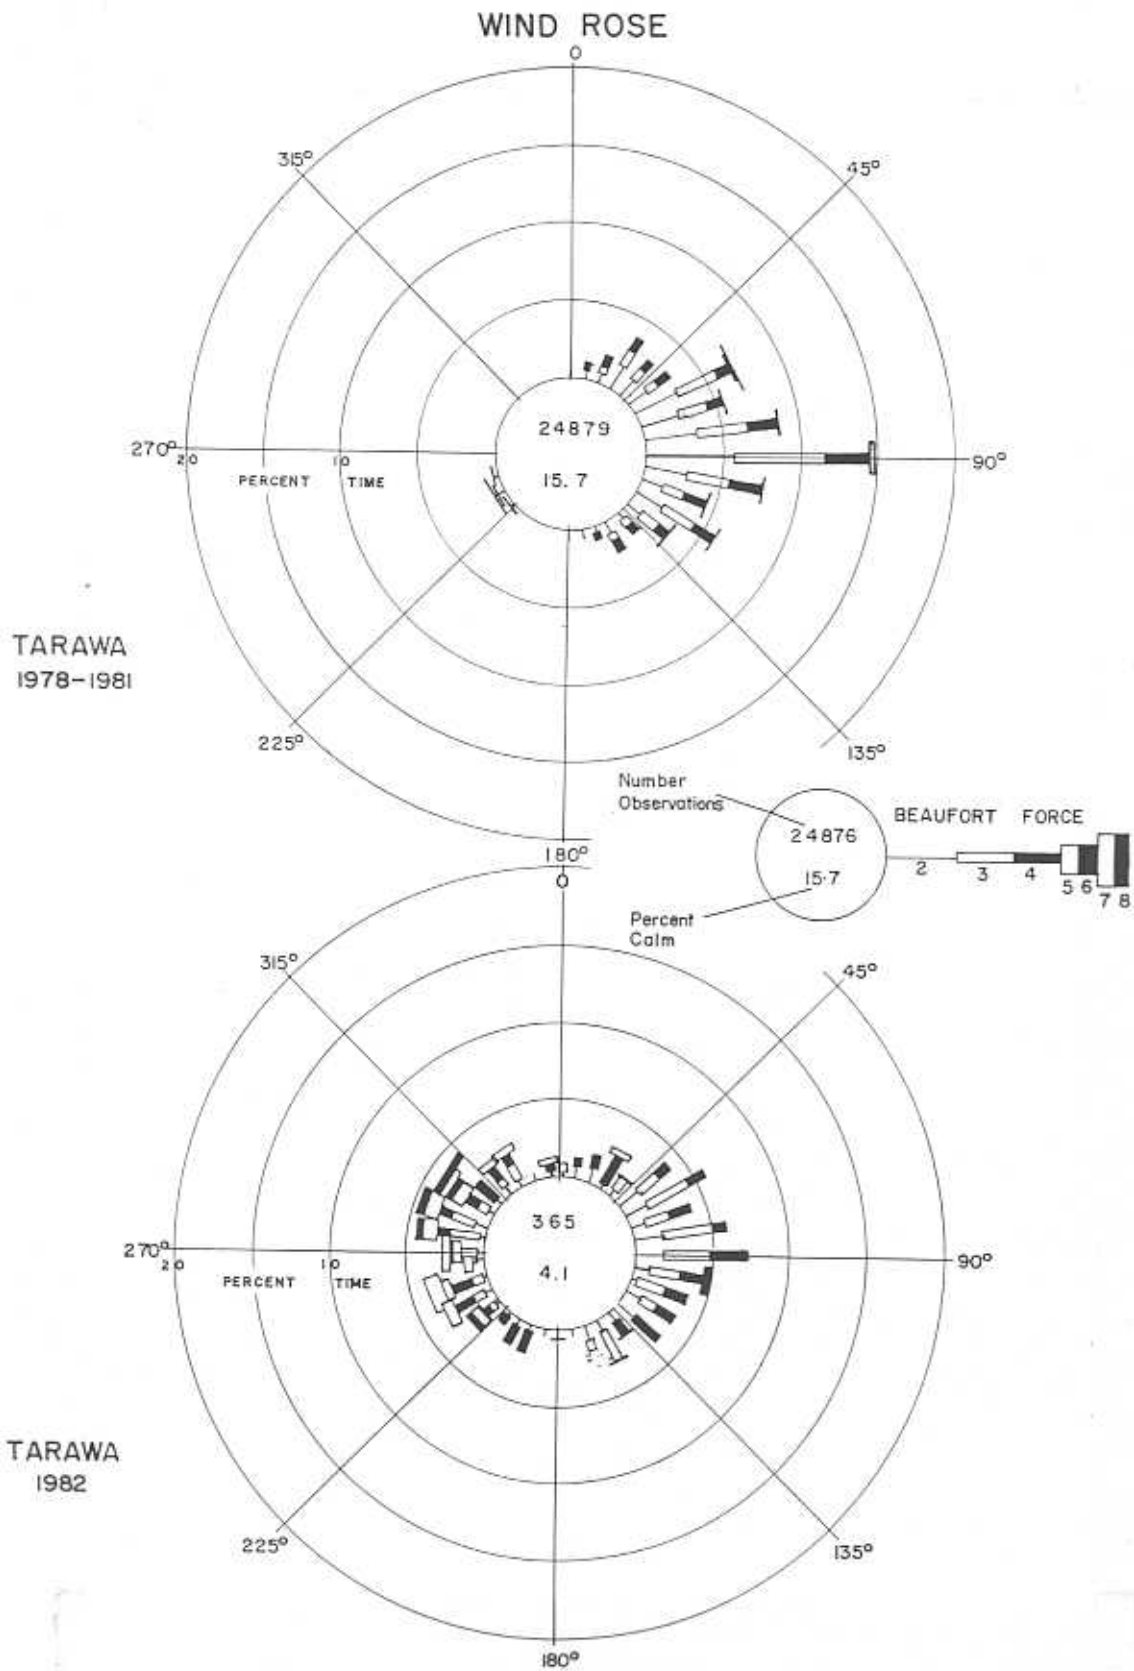 WIND ROSE
0
315°
45°
24879
270°
20
10
90°
PERCENT TIME
15.7
TARAWA
1978-1981
225°
135°
Number
Observations
BEAUFORT FORCE
24876
180°
2 3 4 5 6 7 8
0
15.7
Percent
Calm
315°
45°
365
270°
20
10
90°
PERCENT TIME
4.1
TARAWA
1982
225°
135°
180°